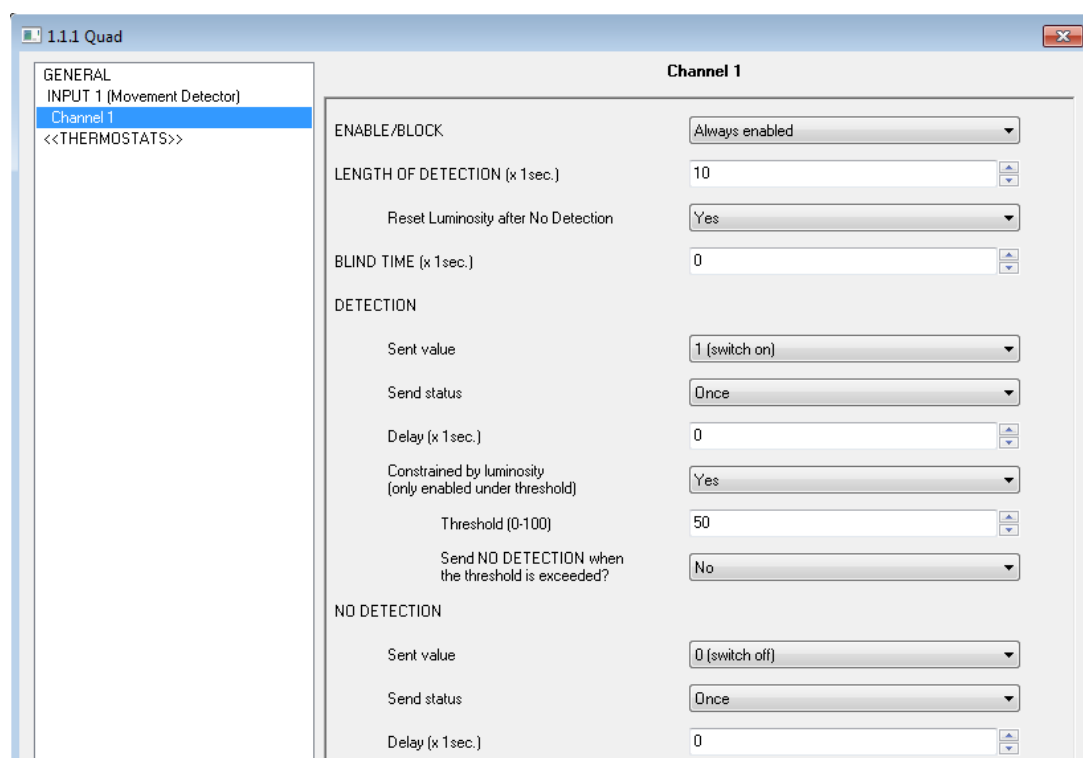 1.1.1 Quad
GENERAL
INPUT 1 (Movement Detector)
Channel 1
<<THERMOSTATS>>
Channel 1
ENABLE/BLOCK Always enabled
LENGTH OF DETECTION (x 1sec.) 10
Reset Luminosity after No Detection Yes
BLIND TIME (x 1sec.) 0
DETECTION
Sent value 1 (switch on)
Send status Once
Delay (x 1sec.) 0
Constrained by luminosity
(only enabled under threshold) Yes
Threshold (0-100) 50
Send NO DETECTION when
the threshold is exceeded? No
NO DETECTION
Sent value 0 (switch off)
Send status Once
Delay (x 1sec.) 0